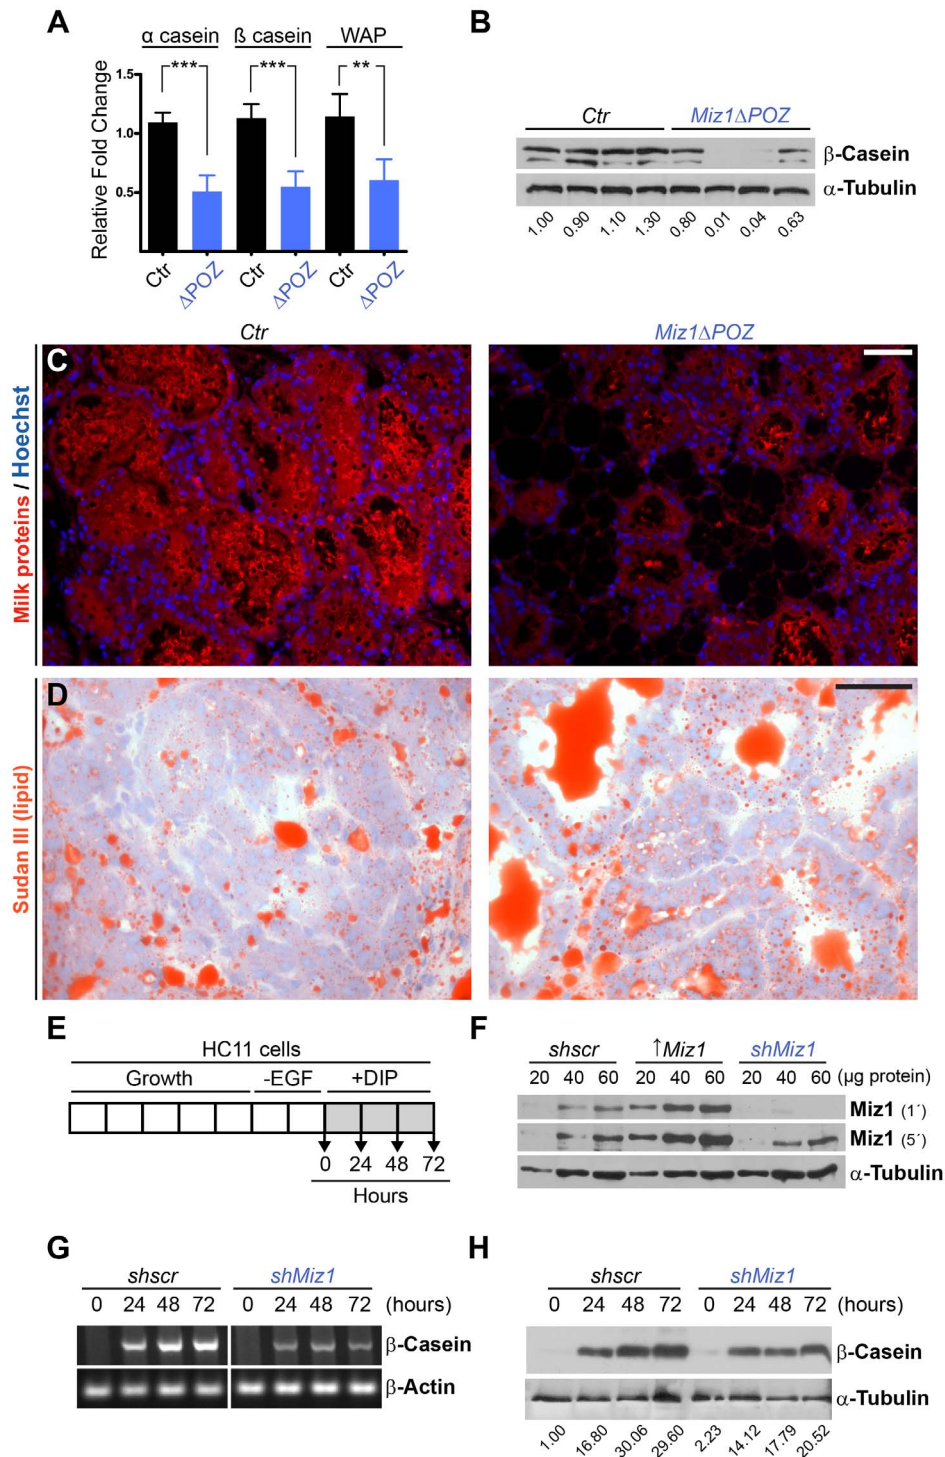 A
α casein ß casein WAP
*** *** **
Relative Fold Change
1.5
1.0
0.5
Ctr ΔPOZ Ctr ΔPOZ Ctr ΔPOZ
B
Ctr Miz1ΔPOZ
β-Casein
α-Tubulin
1.00 0.90 1.10 1.30 0.80 0.01 0.04 0.63
Ctr Miz1ΔPOZ
C
Milk proteins / Hoechst
D
Sudan III (lipid)
E
HC11 cells
Growth -EGF +DIP
0 24 48 72
Hours
F
shscr ↑Miz1 shMiz1
20 40 60 20 40 60 20 40 60 (µg protein)
Miz1 (1´)
Miz1 (5´)
α-Tubulin
G
shscr shMiz1
0 24 48 72 0 24 48 72 (hours)
β-Casein
β-Actin
H
shscr shMiz1
0 24 48 72 0 24 48 72 (hours)
β-Casein
α-Tubulin
1.00 16.80 30.06 29.60 2.23 14.12 17.79 20.52